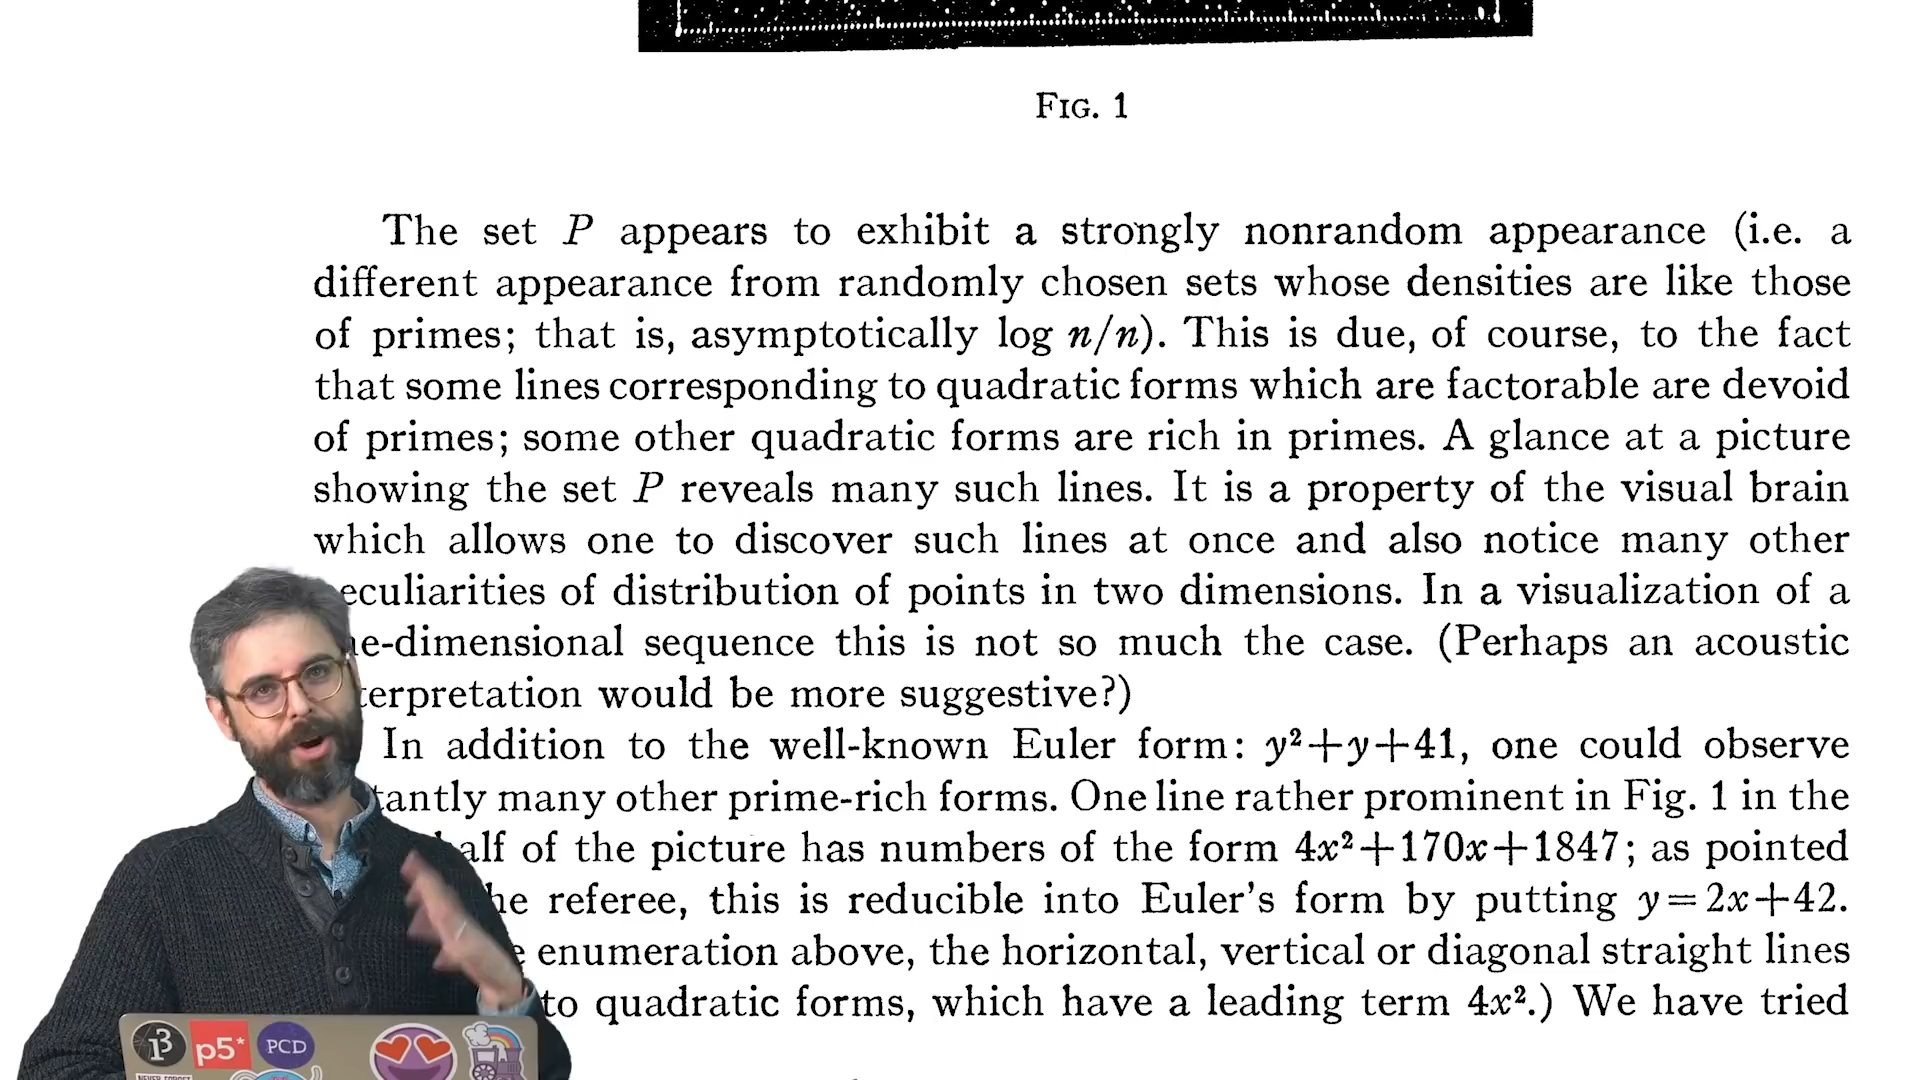 FIG. 1
The set P appears to exhibit a strongly nonrandom appearance (i.e. a
different appearance from randomly chosen sets whose densities are like those
of primes; that is, asymptotically log n/n). This is due, of course, to the fact
that some lines corresponding to quadratic forms which are factorable are devoid
of primes; some other quadratic forms are rich in primes. A glance at a picture
showing the set P reveals many such lines. It is a property of the visual brain
which allows one to discover such lines at once and also notice many other
eculiarities of distribution of points in two dimensions. In a visualization of a
e-dimensional sequence this is not so much the case. (Perhaps an acoustic
terpretation would be more suggestive?)
In addition to the well-known Euler form: y²+y+41, one could observe
tantly many other prime-rich forms. One line rather prominent in Fig. 1 in the
alf of the picture has numbers of the form 4x²+170x+1847; as pointed
he referee, this is reducible into Euler's form by putting y=2x+42.
enumeration above, the horizontal, vertical or diagonal straight lines
to quadratic forms, which have a leading term 4x².) We have tried
p5*
PCD
NEVER FORGET